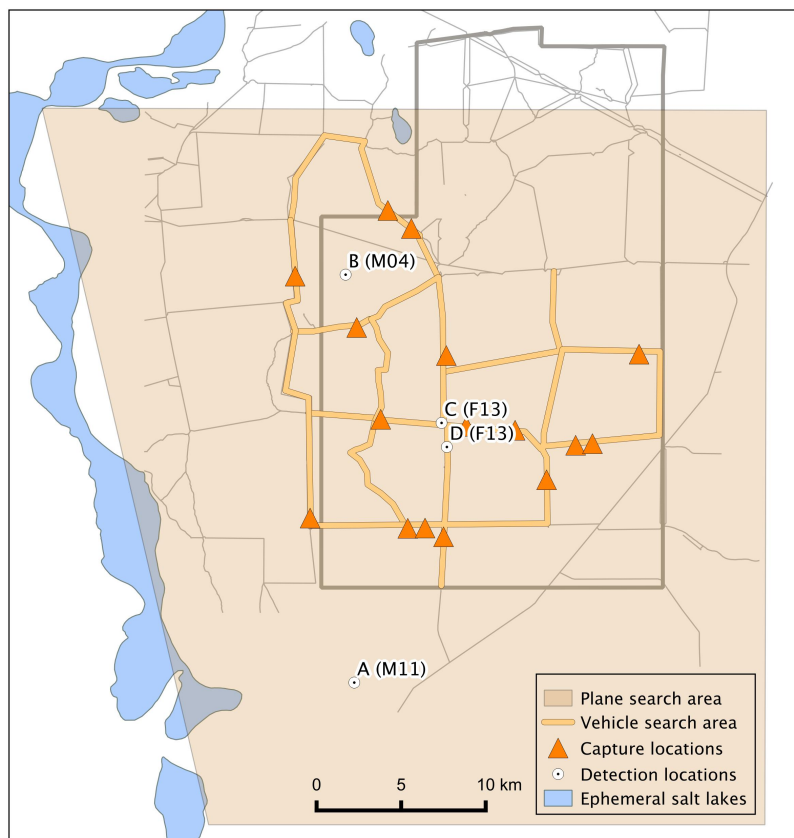 B (M04)
C (F13)
D (F13)
A (M11)
Plane search area
Vehicle search area
Capture locations
Detection locations
Ephemeral salt lakes
0 5 10 km